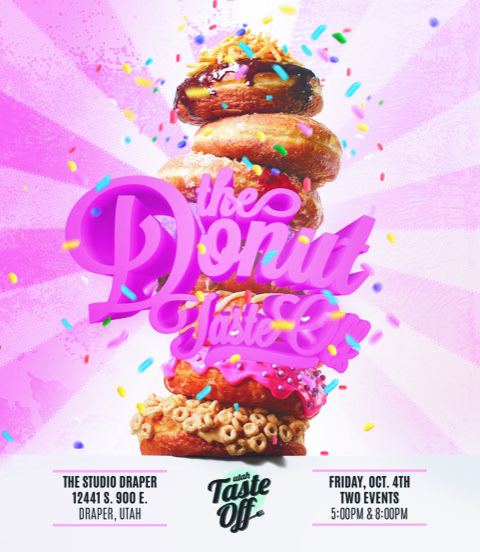 the
Donut
Taste Off
THE STUDIO DRAPER
12441 S. 900 E.
DRAPER, UTAH
utah
Taste
Off
FRIDAY, OCT. 4TH
TWO EVENTS
5:00PM & 8:00PM